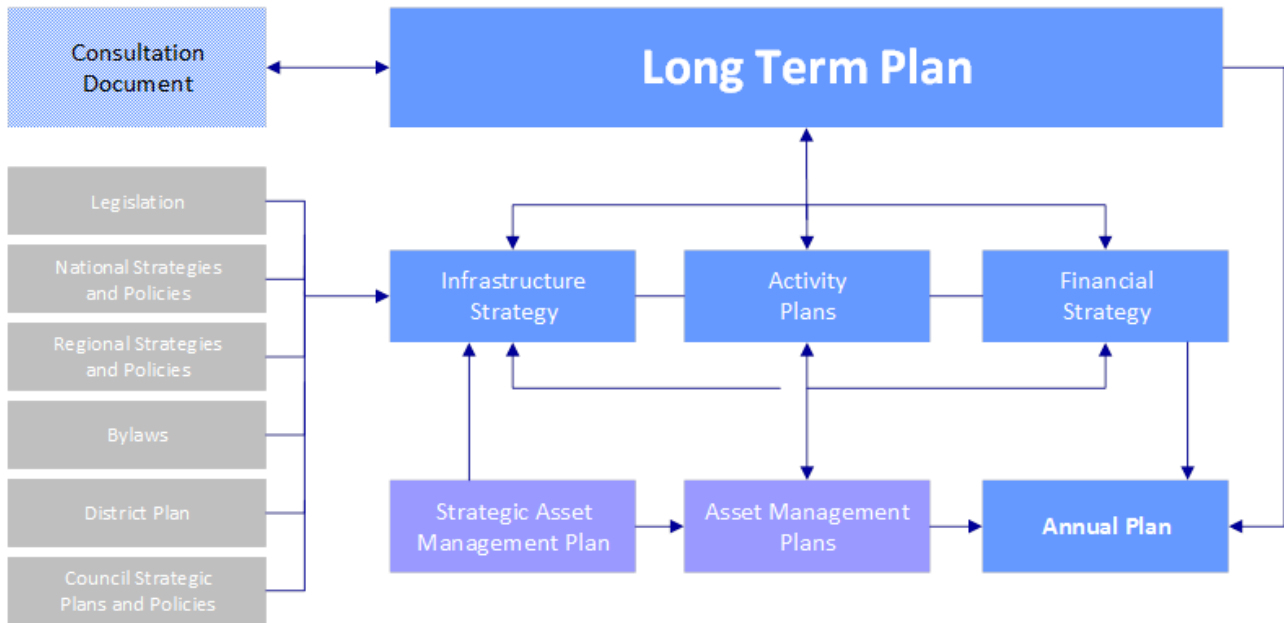 Consultation
Document
Long Term Plan
Legislation
National Strategies
and Policies
Regional Strategies
and Policies
Bylaws
District Plan
Council Strategic
Plans and Policies
Infrastructure
Strategy
Activity
Plans
Financial
Strategy
Strategic Asset
Management Plan
Asset Management
Plans
Annual Plan